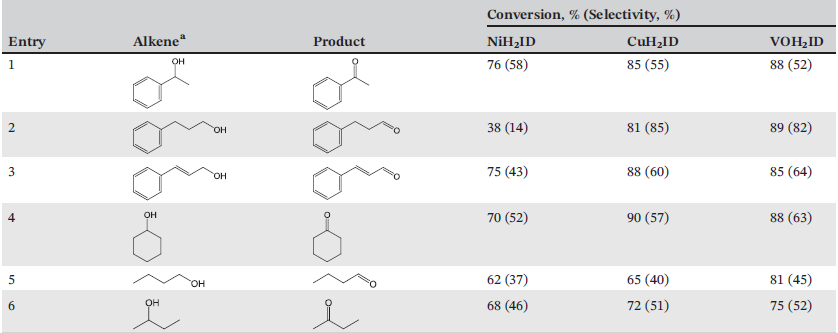 Conversion, % (Selectivity, %)
Entry Alkeneᵃ Product NiH₂ID CuH₂ID VOH₂ID
1 OH O 76 (58) 85 (55) 88 (52)
2 OH O 38 (14) 81 (85) 89 (82)
3 OH O 75 (43) 88 (60) 85 (64)
4 OH O 70 (52) 90 (57) 88 (63)
5 OH O 62 (37) 65 (40) 81 (45)
6 OH O 68 (46) 72 (51) 75 (52)